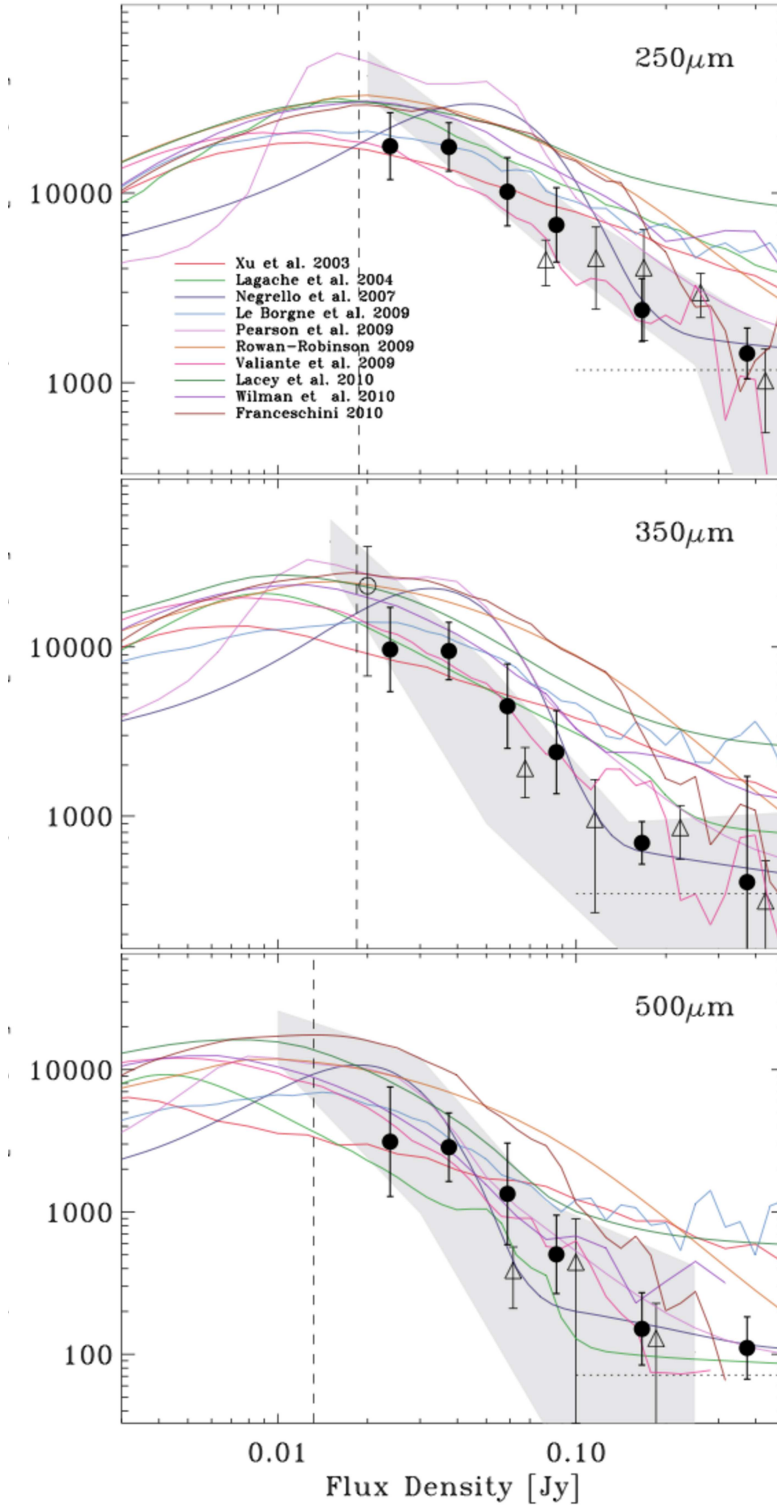 250μm
10000
1000
Xu et al. 2003
Lagache et al. 2004
Negrello et al. 2007
Le Borgne et al. 2009
Pearson et al. 2009
Rowan-Robinson 2009
Valiante et al. 2009
Lacey et al. 2010
Wilman et al. 2010
Franceschini 2010
350μm
10000
1000
500μm
10000
1000
100
0.01 0.10
Flux Density [Jy]